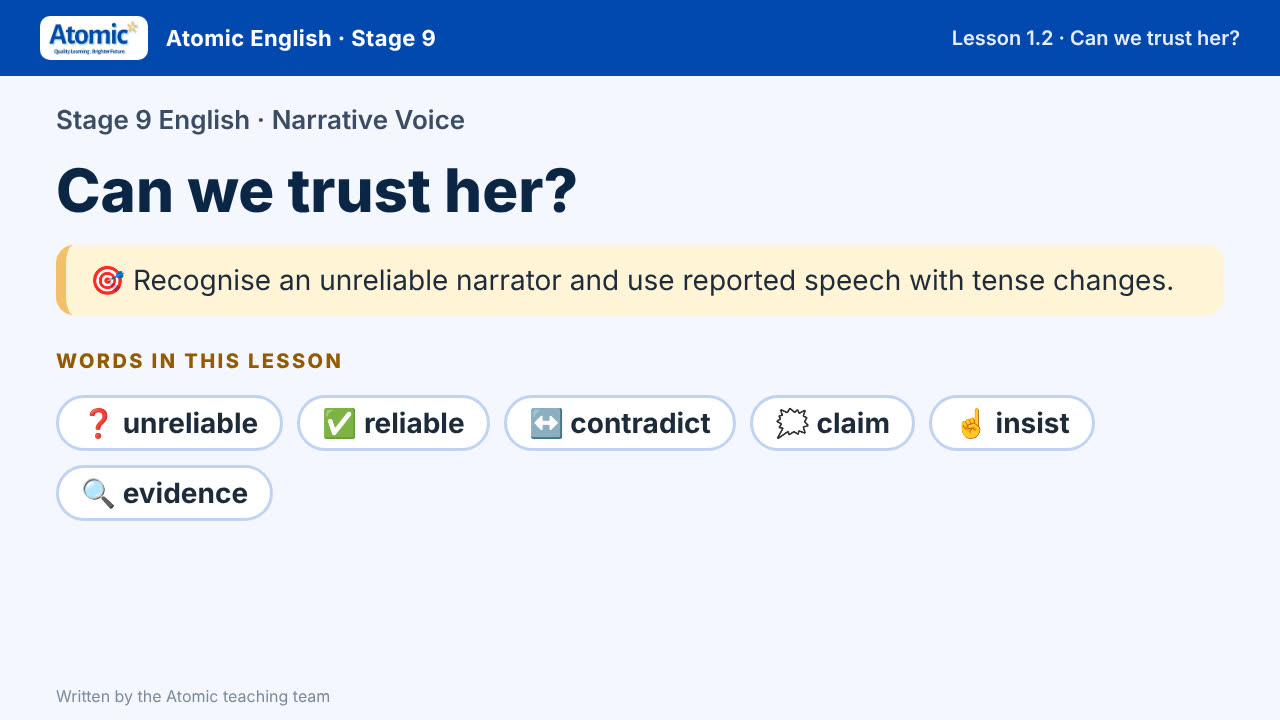 Atomic
Quality Learning. Brighter Future.
Atomic English · Stage 9
Lesson 1.2 · Can we trust her?
Stage 9 English · Narrative Voice
Can we trust her?
🎯 Recognise an unreliable narrator and use reported speech with tense changes.
WORDS IN THIS LESSON
❓ unreliable ✅ reliable ↔️ contradict 🗯️ claim ☝️ insist
🔍 evidence
Written by the Atomic teaching team